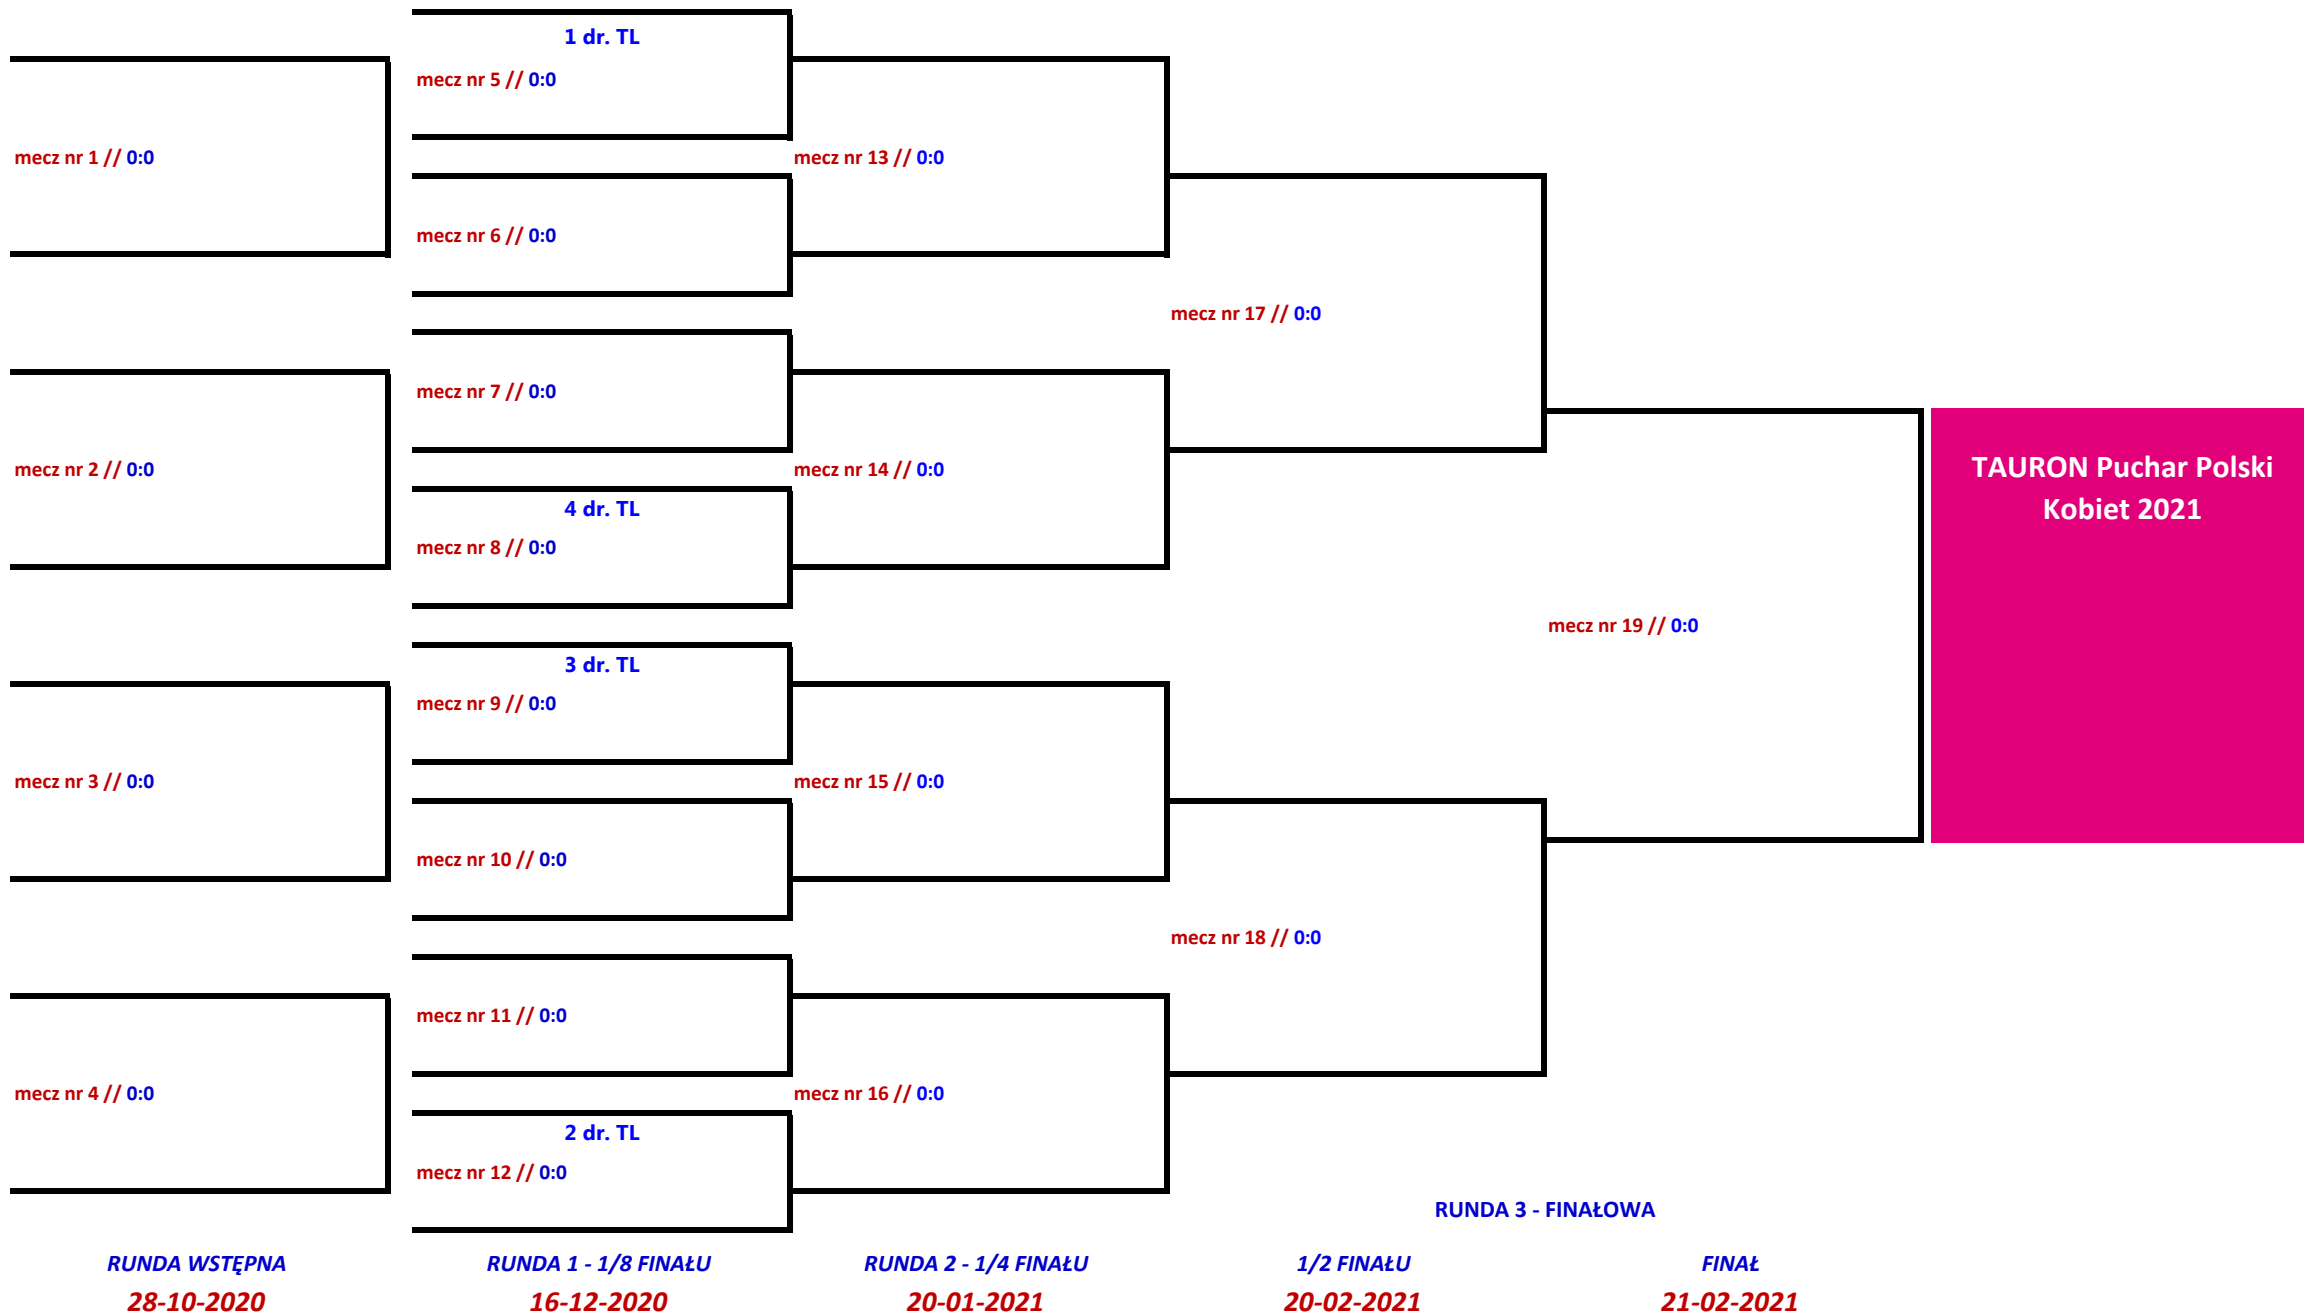 1 dr. TL
mecz nr 5 // 0:0
mecz nr 1 // 0:0
mecz nr 13 // 0:0
mecz nr 6 // 0:0
mecz nr 17 // 0:0
mecz nr 7 // 0:0
mecz nr 2 // 0:0
mecz nr 14 // 0:0
TAURON Puchar Polski
Kobiet 2021
4 dr. TL
mecz nr 8 // 0:0
mecz nr 19 // 0:0
3 dr. TL
mecz nr 9 // 0:0
mecz nr 3 // 0:0
mecz nr 15 // 0:0
mecz nr 10 // 0:0
mecz nr 18 // 0:0
mecz nr 11 // 0:0
mecz nr 4 // 0:0
mecz nr 16 // 0:0
2 dr. TL
mecz nr 12 // 0:0
RUNDA 3 - FINAŁOWA
RUNDA WSTĘPNA
RUNDA 1 - 1/8 FINAŁU
RUNDA 2 - 1/4 FINAŁU
1/2 FINAŁU
FINAŁ
28-10-2020
16-12-2020
20-01-2021
20-02-2021
21-02-2021